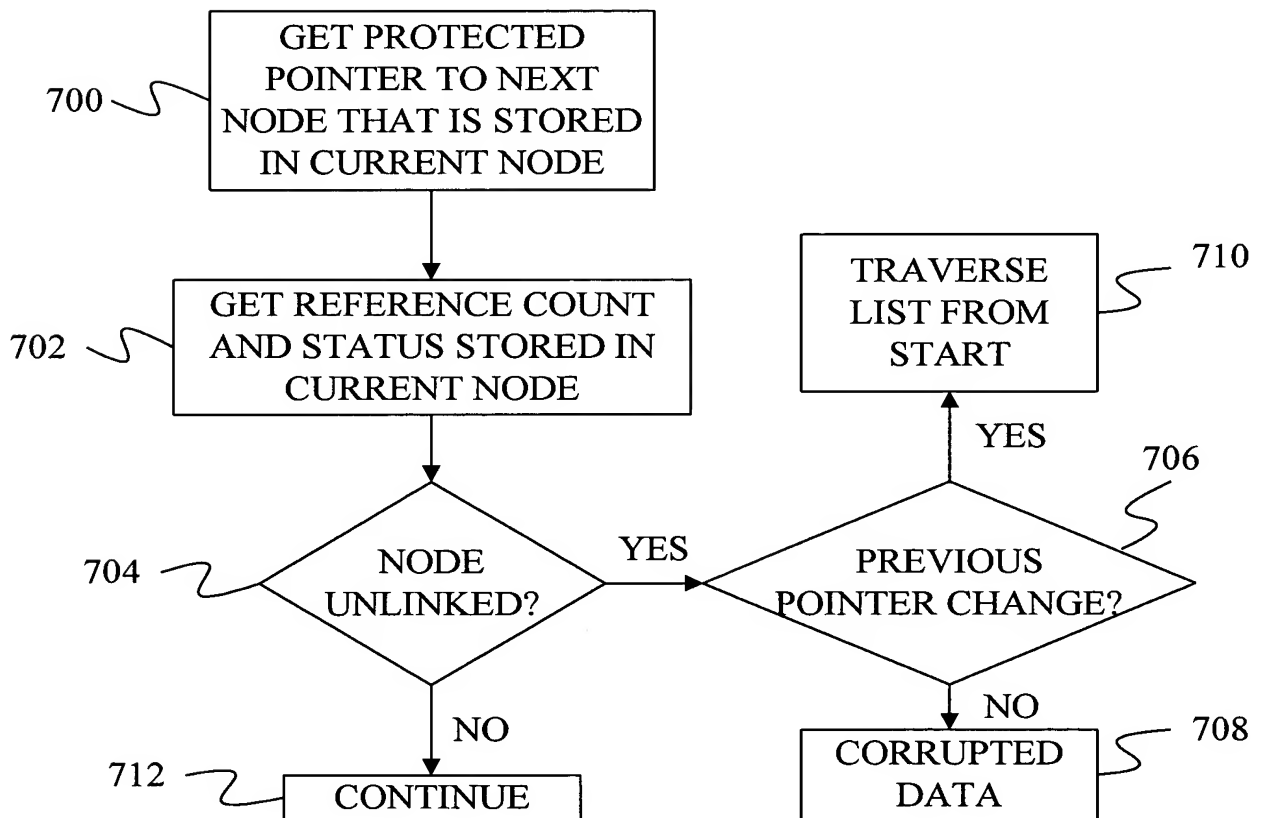 GET PROTECTED
POINTER TO NEXT
NODE THAT IS STORED
IN CURRENT NODE
700
GET REFERENCE COUNT
AND STATUS STORED IN
CURRENT NODE
702
TRAVERSE
LIST FROM
START
710
YES
706
NODE
UNLINKED?
704
YES
PREVIOUS
POINTER CHANGE?
NO
NO
712
CONTINUE
CORRUPTED
DATA
708